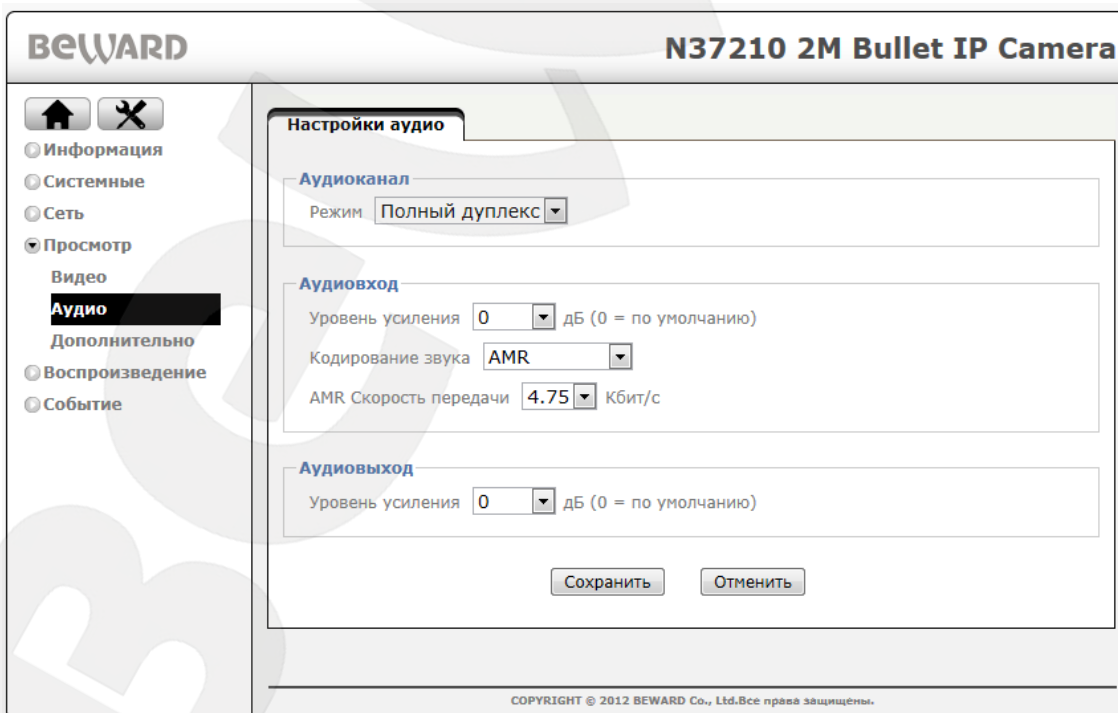 BEWARD
N37210 2M Bullet IP Camera
Информация
Системные
Сеть
Просмотр
Видео
Аудио
Дополнительно
Воспроизведение
Событие
Настройки аудио
Аудиоканал
Режим Полный дуплекс
Аудиовход
Уровень усиления 0 дБ (0 = по умолчанию)
Кодирование звука AMR
AMR Скорость передачи 4.75 Кбит/с
Аудиовыход
Уровень усиления 0 дБ (0 = по умолчанию)
Сохранить Отменить
COPYRIGHT © 2012 BEWARD Co., Ltd.Все права защищены.